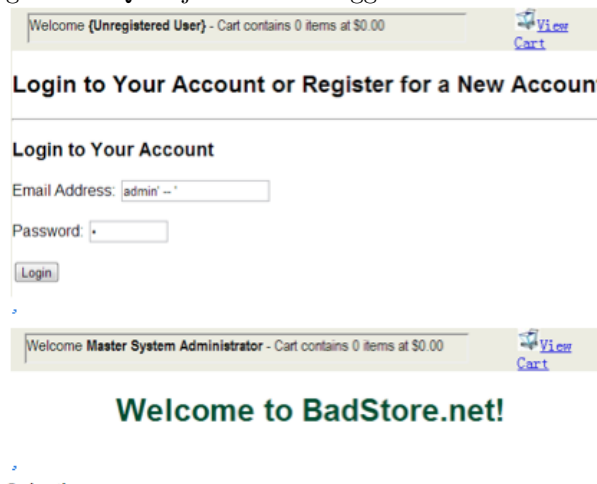 Welcome {Unregistered User} - Cart contains 0 items at $0.00
View Cart
Login to Your Account or Register for a New Accoun
Login to Your Account
Email Address: admin' -- '
Password: •
Login
Welcome Master System Administrator - Cart contains 0 items at $0.00
View Cart
Welcome to BadStore.net!